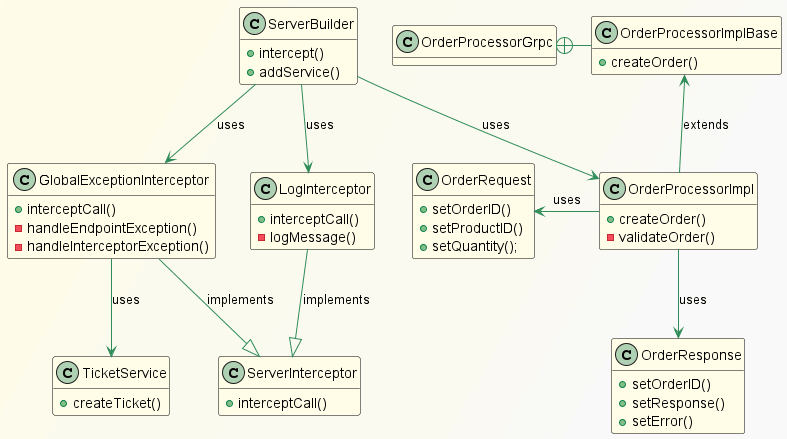 C ServerBuilder
intercept()
addService()
C OrderProcessorGrpc
C OrderProcessorImplBase
createOrder()
uses
uses
uses
extends
C GlobalExceptionInterceptor
interceptCall()
handleEndpointException()
handleInterceptorException()
C LogInterceptor
interceptCall()
logMessage()
C OrderRequest
setOrderID()
setProductID()
setQuantity();
uses
C OrderProcessorImpl
createOrder()
validateOrder()
uses
implements
implements
uses
C TicketService
createTicket()
C ServerInterceptor
interceptCall()
C OrderResponse
setOrderID()
setResponse()
setError()